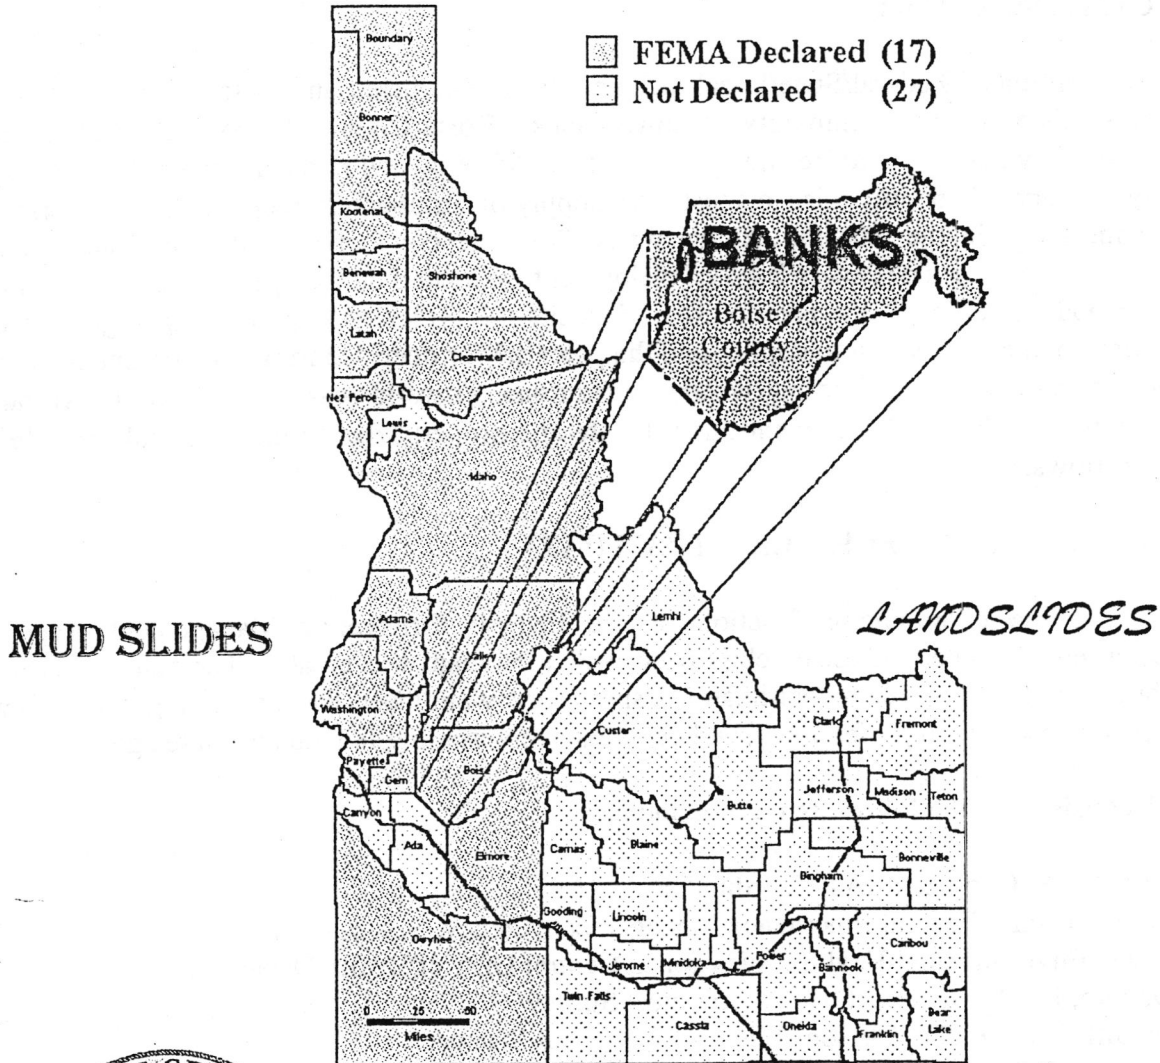 Boundary
FEMA Declared (17)
Not Declared (27)
Bonner
Kootenai
BANKS
Benewah
Shoshone
Boise
County
Latah
Clearwater
Nez Perce
Lewis
Idaho
Adams
Lemhi
LANDSLIDES
MUD SLIDES
Valley
Washington
Custer
Clark
Fremont
Payette
Gem
Boise
Jefferson
Madison
Teton
Butte
Canyon
Ada
Elmore
Camas
Blaine
Bonneville
Bingham
Gooding
Lincoln
Owyhee
Caribou
Jerome
Minidoka
Power
Bannock
Twin Falls
0 25 50
Miles
Cassia
Oneida
Franklin
Bear
Lake